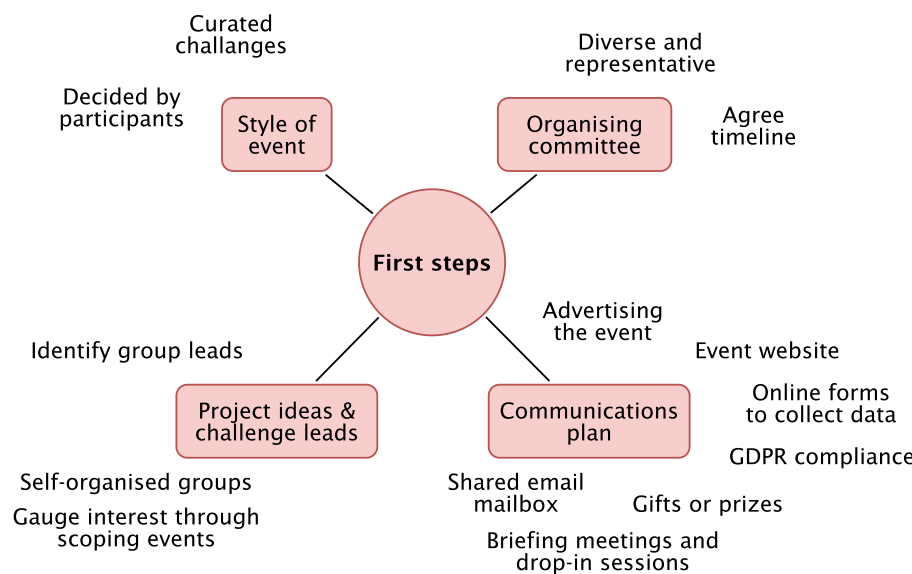 Curated
challanges
Decided by
participants
Style of
event
Diverse and
representative
Organising
committee
Agree
timeline
First steps
Identify group leads
Project ideas &
challenge leads
Self-organised groups
Gauge interest through
scoping events
Advertising
the event
Event website
Communications
plan
Online forms
to collect data
GDPR compliance
Shared email
mailbox
Gifts or prizes
Briefing meetings and
drop-in sessions